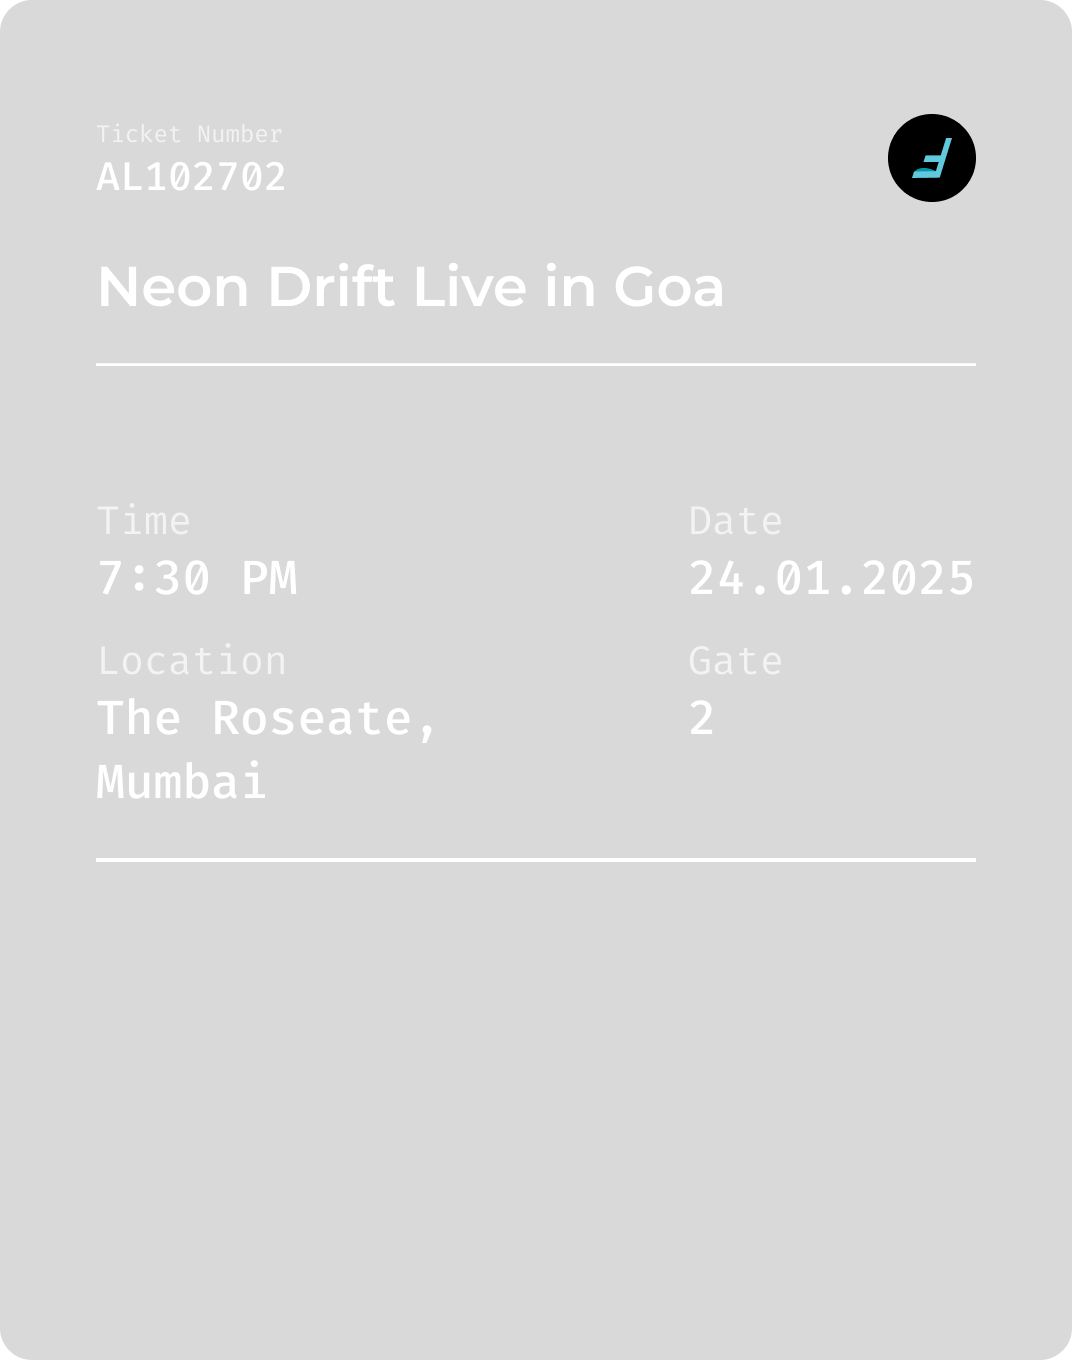 Ticket Number
AL102702
Neon Drift Live in Goa
Time
7:30 PM
Date
24.01.2025
Location
The Roseate,
Mumbai
Gate
2